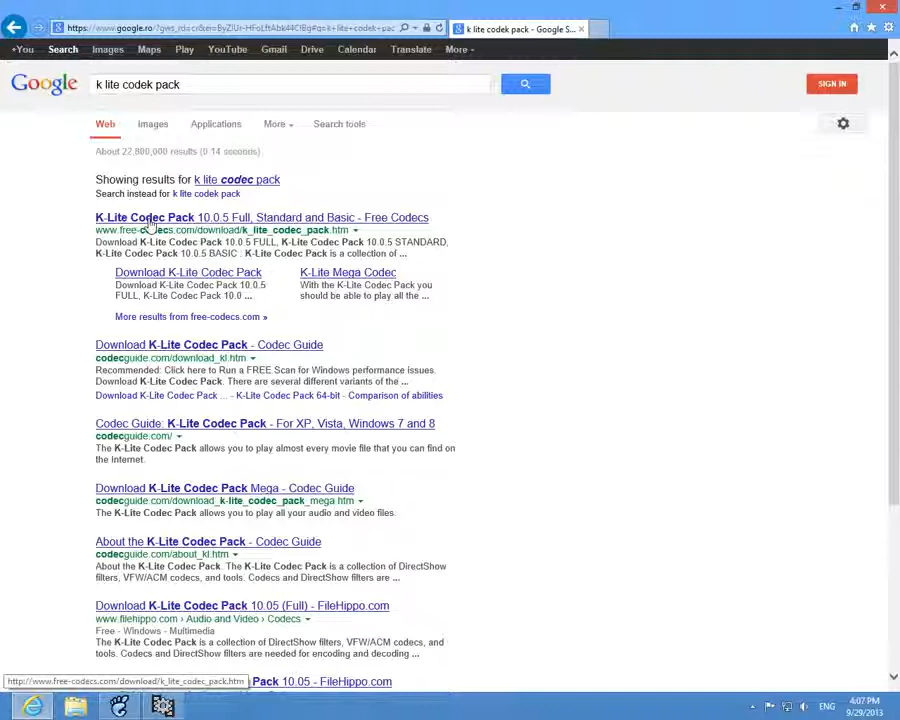 https://www.google.ro/?gws_rd=cr&ei=
k lite codek pack - Google S...
+You Search Images Maps Play YouTube Gmail Drive Calendar Translate More
Google k lite codek pack SIGN IN
Web Images Applications More Search tools
About 22,800,000 results (0.14 seconds)
Showing results for k lite codec pack
Search instead for k lite codek pack
K-Lite Codec Pack 10.0.5 Full, Standard and Basic - Free Codecs
www.free-codecs.com/download/k_lite_codec_pack.htm
Download K-Lite Codec Pack 10.0.5 FULL, K-Lite Codec Pack 10.0.5 STANDARD,
K-Lite Codec Pack 10.0.5 BASIC : K-Lite Codec Pack is a collection of ...
Download K-Lite Codec Pack
Download K-Lite Codec Pack 10.0.5
FULL, K-Lite Codec Pack 10.0 ...
K-Lite Mega Codec
With the K-Lite Codec Pack you
should be able to play all the ...
More results from free-codecs.com »
Download K-Lite Codec Pack - Codec Guide
codecguide.com/download_kl.htm
Recommended: Click here to Run a FREE Scan for Windows performance issues.
Download K-Lite Codec Pack. There are several different variants of the ...
Download K-Lite Codec Pack ... - K-Lite Codec Pack 64-bit - Comparison of abilities
Codec Guide: K-Lite Codec Pack - For XP, Vista, Windows 7 and 8
codecguide.com/
The K-Lite Codec Pack allows you to play almost every movie file that you can find on
the Internet.
Download K-Lite Codec Pack Mega - Codec Guide
codecguide.com/download_k-lite_codec_pack_mega.htm
The K-Lite Codec Pack allows you to play all your audio and video files.
About the K-Lite Codec Pack - Codec Guide
codecguide.com/about_kl.htm
About the K-Lite Codec Pack. The K-Lite Codec Pack is a collection of DirectShow
filters, VFW/ACM codecs, and tools. Codecs and DirectShow filters are ...
Download K-Lite Codec Pack 10.05 (Full) - FileHippo.com
www.filehippo.com › Audio and Video › Codecs
Free - Windows - Multimedia
The K-Lite Codec Pack is a collection of DirectShow filters, VFW/ACM codecs, and
tools. Codecs and DirectShow filters are needed for encoding and decoding ...
http://www.free-codecs.com/download/k_lite_codec_pack.htm
Pack 10.05 - FileHippo.com
ENG
4:07 PM
9/29/2013